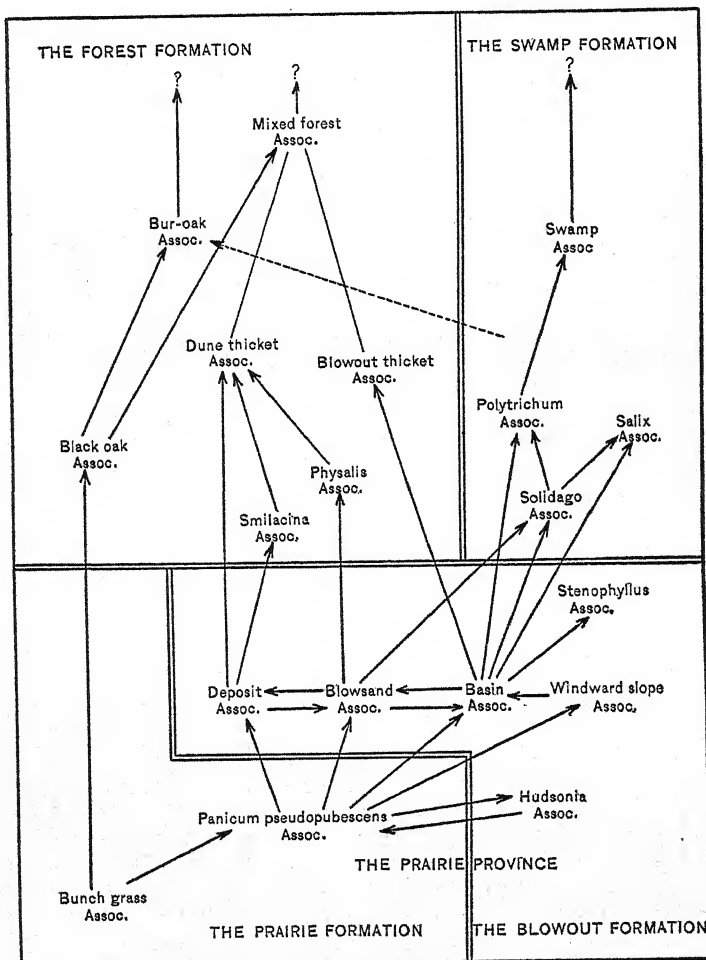 THE FOREST FORMATION
THE SWAMP FORMATION
?
?
?
Mixed forest
Assoc.
Bur-oak
Assoc.
Swamp
Assoc
Dune thicket
Assoc.
Blowout thicket
Assoc.
Polytrichum
Assoc.
Salix
Assoc.
Black oak
Assoc.
Physalis
Assoc.
Solidago
Assoc.
Smilacina
Assoc.
Stenophyllus
Assoc.
Deposit
Assoc.
Blowsand
Assoc.
Basin
Assoc.
Windward slope
Assoc.
Panicum pseudopubescens
Assoc.
Hudsonia
Assoc.
THE PRAIRIE PROVINCE
Bunch grass
Assoc.
THE PRAIRIE FORMATION
THE BLOWOUT FORMATION